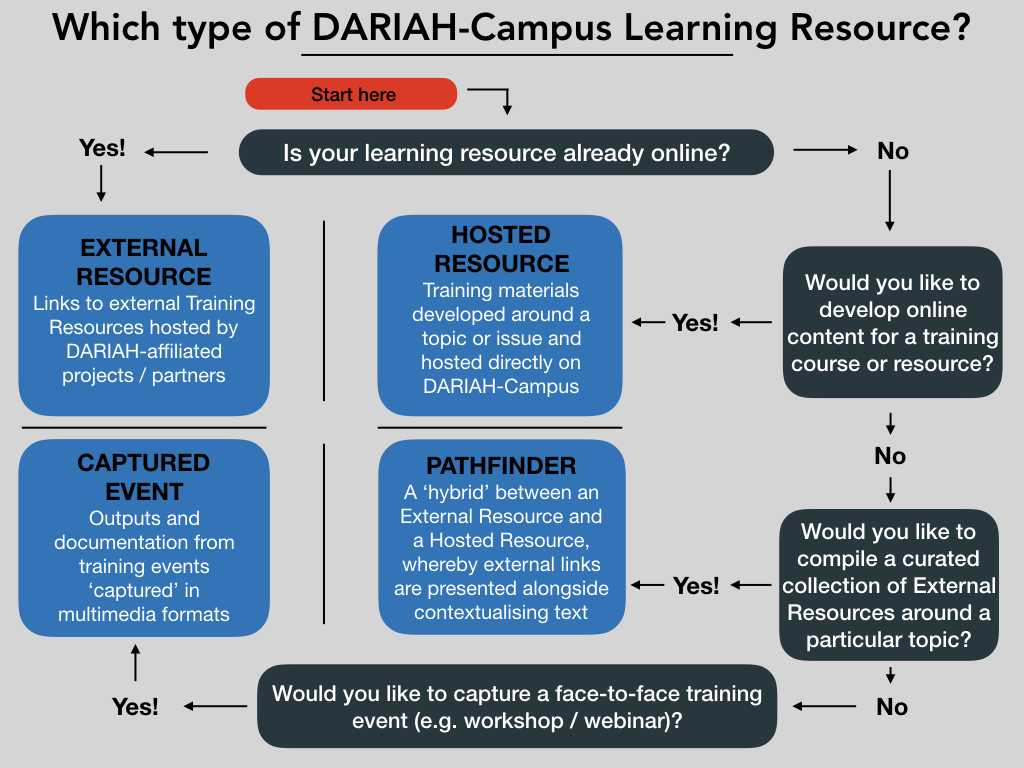 Which type of DARIAH-Campus Learning Resource?
Start here
Is your learning resource already online?
Yes!
No
EXTERNAL
RESOURCE
Links to external Training
Resources hosted by
DARIAH-affiliated
projects / partners
HOSTED
RESOURCE
Training materials
developed around a
topic or issue and
hosted directly on
DARIAH-Campus
Yes!
Would you like to
develop online
content for a training
course or resource?
No
CAPTURED
EVENT
Outputs and
documentation from
training events
‘captured’ in
multimedia formats
PATHFINDER
A ‘hybrid’ between an
External Resource and
a Hosted Resource,
whereby external links
are presented alongside
contextualising text
Yes!
Would you like to
compile a curated
collection of External
Resources around a
particular topic?
No
Would you like to capture a face-to-face training
event (e.g. workshop / webinar)?
Yes!